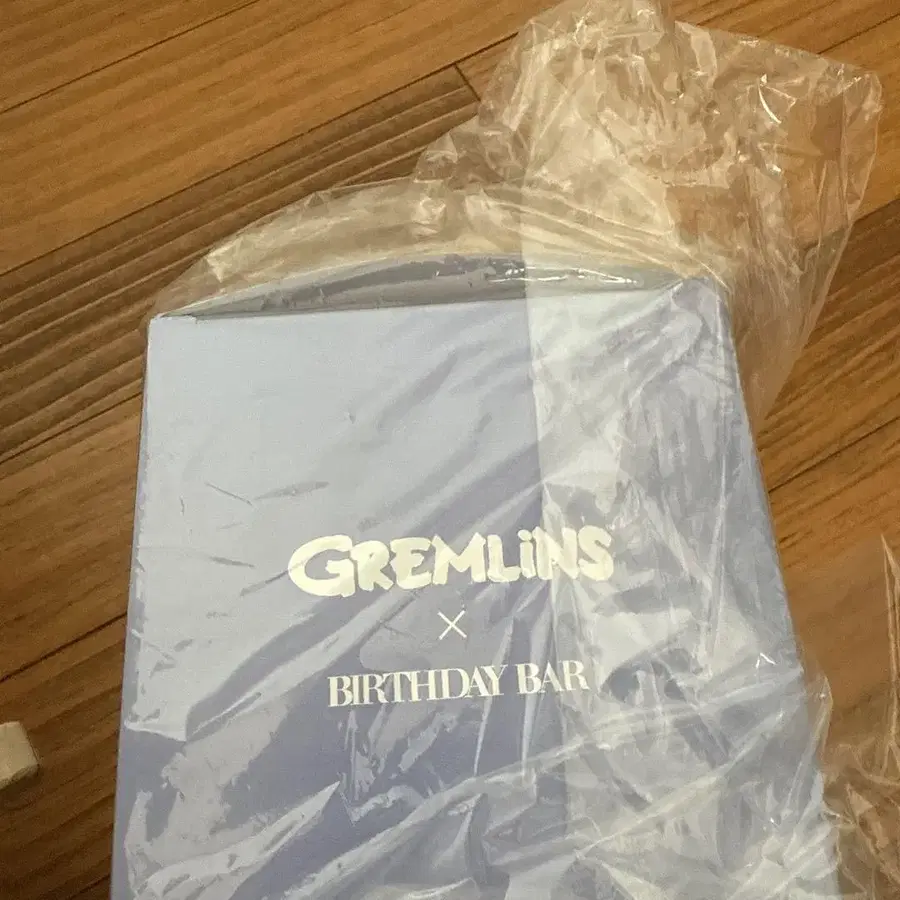 GREMLiNS
×
BIRTHDAY BAR